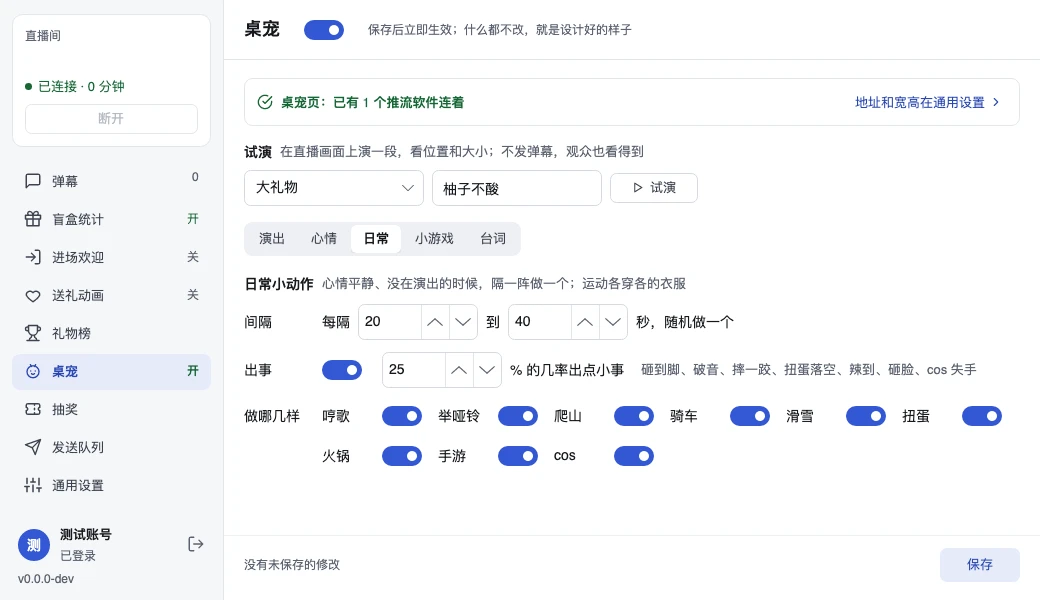 直播间
已连接 · 0 分钟
断开
弹幕 0
盲盒统计 开
进场欢迎 关
送礼动画 关
礼物榜
桌宠 开
抽奖
发送队列
通用设置
测 测试账号
已登录
v0.0.0-dev
桌宠 保存后立即生效；什么都不改，就是设计好的样子
桌宠页：已有 1 个推流软件连着 地址和宽高在通用设置
试演 在直播画面上演一段，看位置和大小；不发弹幕，观众也看得到
大礼物 柚子不酸 试演
演出 心情 日常 小游戏 台词
日常小动作 心情平静、没在演出的时候，隔一阵做一个；运动各穿各的衣服
间隔 每隔 20 到 40 秒，随机做一个
出事 25 % 的几率出点小事 砸到脚、破音、摔一跤、扭蛋落空、辣到、砸脸、cos 失手
做哪几样 哼歌 举哑铃 爬山 骑车 滑雪 扭蛋
火锅 手游 cos
没有未保存的修改 保存